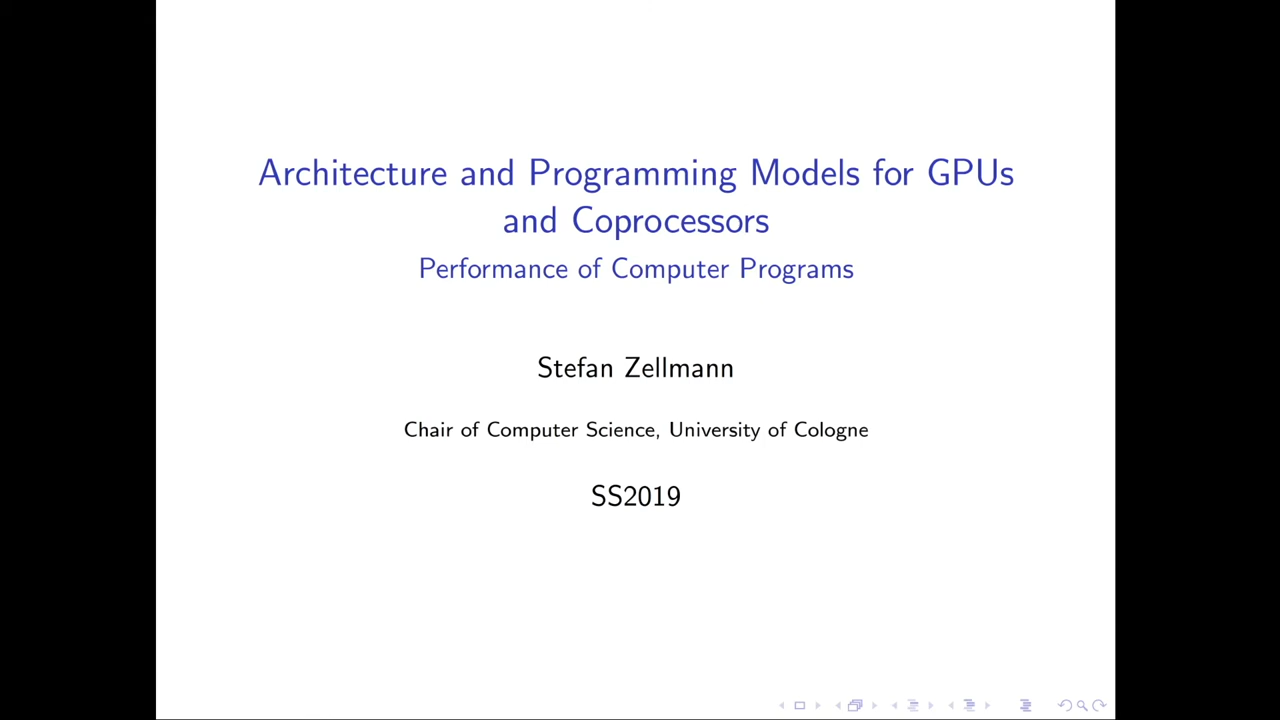 Architecture and Programming Models for GPUs
and Coprocessors
Performance of Computer Programs
Stefan Zellmann
Chair of Computer Science, University of Cologne
SS2019